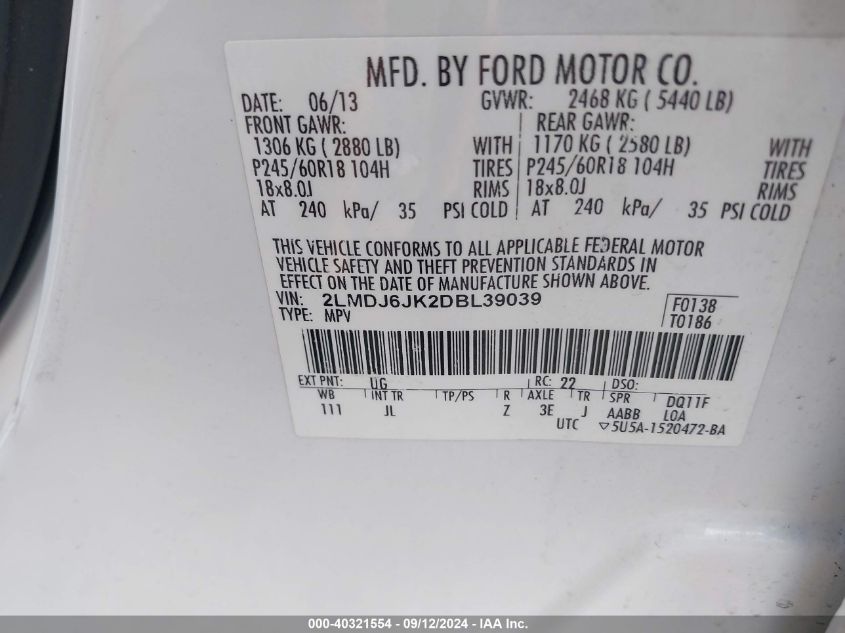 MFD. BY FORD MOTOR CO.
DATE: 06/13 GVWR: 2468 KG ( 5440 LB)
FRONT GAWR: REAR GAWR:
1306 KG ( 2880 LB) WITH 1170 KG ( 2580 LB) WITH
P245/60R18 104H TIRES P245/60R18 104H TIRES
18x8.0J RIMS 18x8.0J RIMS
AT 240 kPa/ 35 PSI COLD AT 240 kPa/ 35 PSI COLD
THIS VEHICLE CONFORMS TO ALL APPLICABLE FEDERAL MOTOR
VEHICLE SAFETY AND THEFT PREVENTION STANDARDS IN
EFFECT ON THE DATE OF MANUFACTURE SHOWN ABOVE.
VIN: 2LMDJ6JK2DBL39039 F0138
TYPE: MPV T0186
EXT PNT: UG RC: 22 DSO:
WB INT TR TP/PS R AXLE TR SPR DQ11F
111 JL Z 3E J AABB LOA
UTC ▽5U5A-1520472-BA
000-40321554 - 09/12/2024 - IAA Inc.